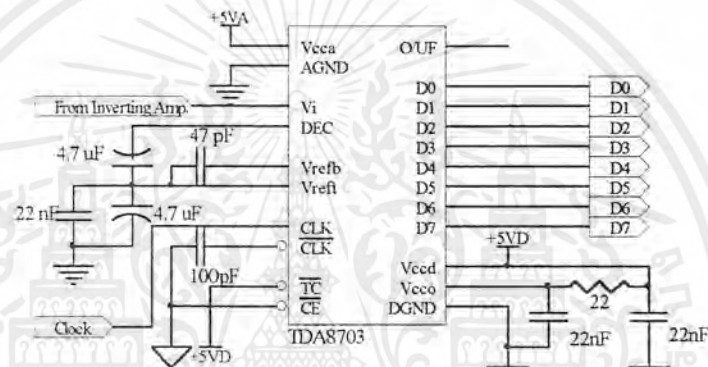 +5VA
Vcca
O/UF
AGND
D0
D0
From Inverting Amp.
Vi
D1
D1
DEC
D2
D2
47 pF
4.7 uF
D3
D3
Vrefb
D4
D4
Vreft
D5
D5
22 nF
4.7 uF
D6
D6
CLK
D7
D7
CLK
+5VD
100pF
Vccd
TC
Vcco
22
CE
DGND
Clock
22nF
22nF
+5VD
TDA8703